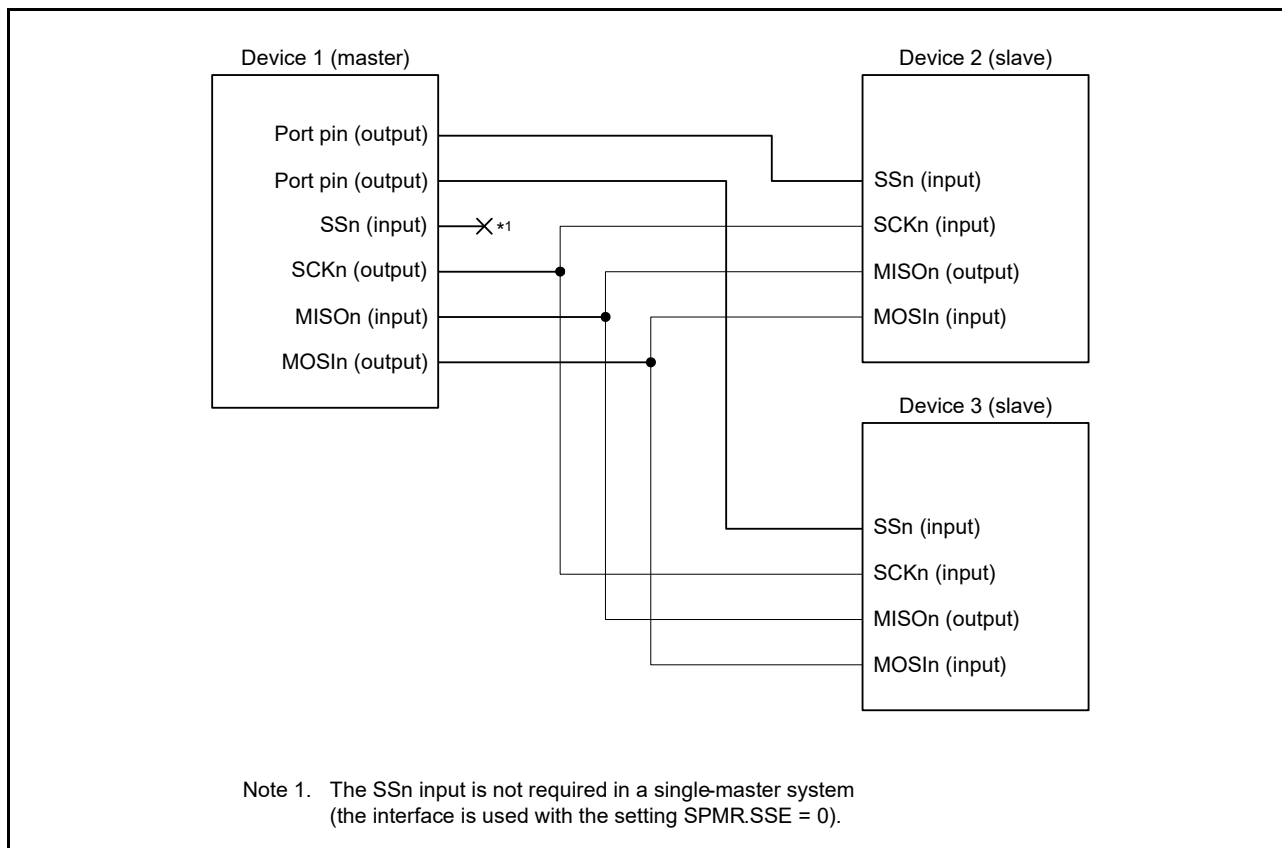 Device 1 (master)
Port pin (output)
Port pin (output)
SSn (input)
*1
SCKn (output)
MISOn (input)
MOSIn (output)
Device 2 (slave)
SSn (input)
SCKn (input)
MISOn (output)
MOSIn (input)
Device 3 (slave)
SSn (input)
SCKn (input)
MISOn (output)
MOSIn (input)
Note 1. The SSn input is not required in a single-master system
(the interface is used with the setting SPMR.SSE = 0).